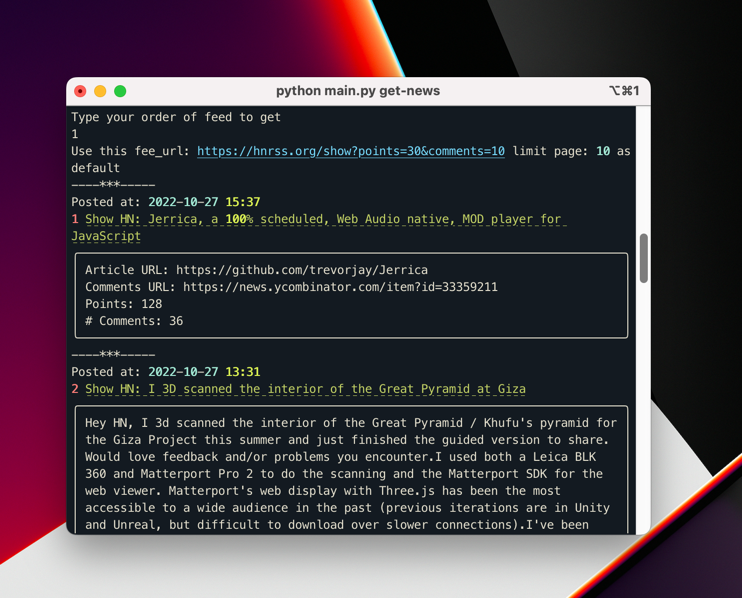 python main.py get-news
⌥⌘1
Type your order of feed to get
1
Use this fee_url: https://hnrss.org/show?points=30&comments=10 limit page: 10 as
default
----***-----
Posted at: 2022-10-27 15:37
1 Show HN: Jerrica, a 100% scheduled, Web Audio native, MOD player for
JavaScript
Article URL: https://github.com/trevorjay/Jerrica
Comments URL: https://news.ycombinator.com/item?id=33359211
Points: 128
# Comments: 36
----***-----
Posted at: 2022-10-27 13:31
2 Show HN: I 3D scanned the interior of the Great Pyramid at Giza
Hey HN, I 3d scanned the interior of the Great Pyramid / Khufu's pyramid for
the Giza Project this summer and just finished the guided version to share.
Would love feedback and/or problems you encounter.I used both a Leica BLK
360 and Matterport Pro 2 to do the scanning and the Matterport SDK for the
web viewer. Matterport's web display with Three.js has been the most
accessible to a wide audience in the past (previous iterations are in Unity
and Unreal, but difficult to download over slower connections).I've been